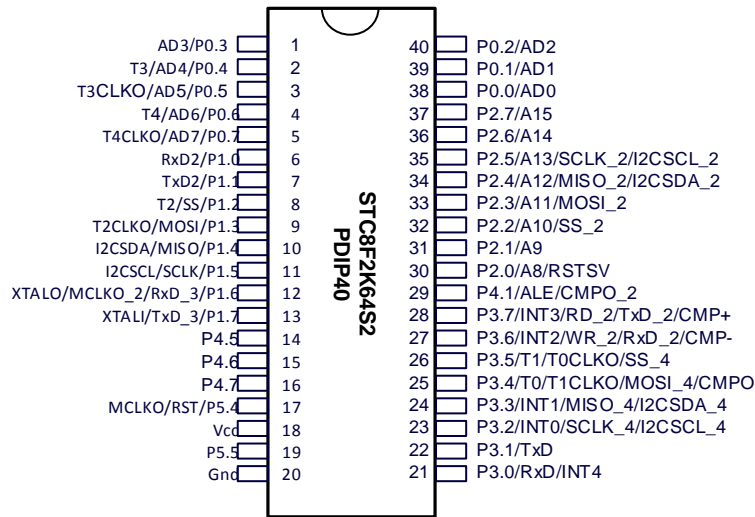 AD3/P0.3 1 40 P0.2/AD2
T3/AD4/P0.4 2 39 P0.1/AD1
T3CLKO/AD5/P0.5 3 38 P0.0/AD0
T4/AD6/P0.6 4 37 P2.7/A15
T4CLKO/AD7/P0.7 5 36 P2.6/A14
RxD2/P1.0 6 35 P2.5/A13/SCLK_2/I2CSCL_2
TxD2/P1.1 7 34 P2.4/A12/MISO_2/I2CSDA_2
T2/SS/P1.2 8 33 P2.3/A11/MOSI_2
T2CLKO/MOSI/P1.3 9 32 P2.2/A10/SS_2
I2CSDA/MISO/P1.4 10 31 P2.1/A9
I2CSCL/SCLK/P1.5 11 30 P2.0/A8/RSTSV
XTALO/MCLKO_2/RxD_3/P1.6 12 29 P4.1/ALE/CMPO_2
XTALI/TxD_3/P1.7 13 28 P3.7/INT3/RD_2/TxD_2/CMP+
P4.5 14 27 P3.6/INT2/WR_2/RxD_2/CMP-
P4.6 15 26 P3.5/T1/T0CLKO/SS_4
P4.7 16 25 P3.4/T0/T1CLKO/MOSI_4/CMPO
MCLKO/RST/P5.4 17 24 P3.3/INT1/MISO_4/I2CSDA_4
Vcc 18 23 P3.2/INT0/SCLK_4/I2CSCL_4
P5.5 19 22 P3.1/TxD
Gnd 20 21 P3.0/RxD/INT4
STC8F2K64S2
PDIP40